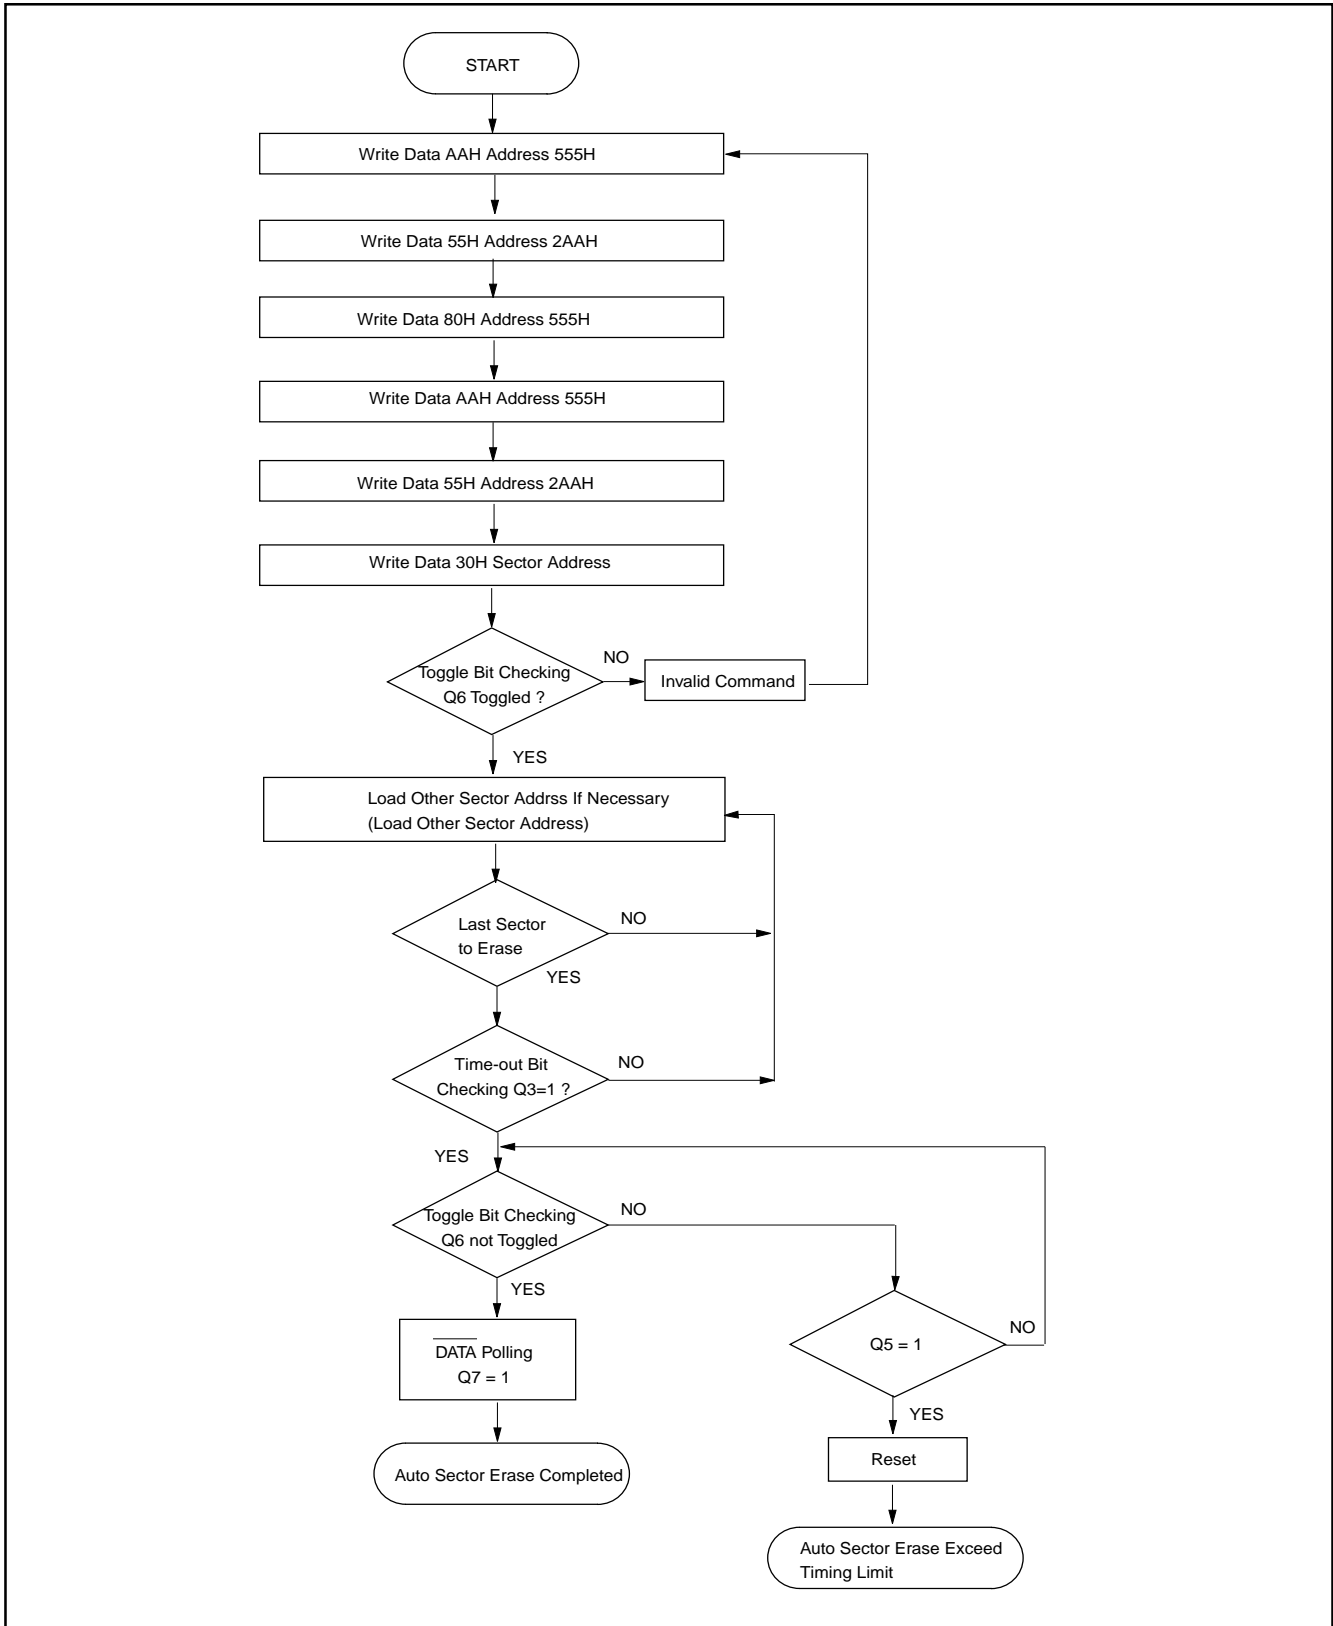 START
Write Data AAH Address 555H
Write Data 55H Address 2AAH
Write Data 80H Address 555H
Write Data AAH Address 555H
Write Data 55H Address 2AAH
Write Data 30H Sector Address
Toggle Bit Checking
Q6 Toggled ?
NO
Invalid Command
YES
Load Other Sector Addrss If Necessary
(Load Other Sector Address)
Last Sector
to Erase
NO
YES
Time-out Bit
Checking Q3=1 ?
NO
YES
Toggle Bit Checking
Q6 not Toggled
NO
YES
Q5 = 1
NO
DATA Polling
Q7 = 1
YES
Reset
Auto Sector Erase Completed
Auto Sector Erase Exceed
Timing Limit